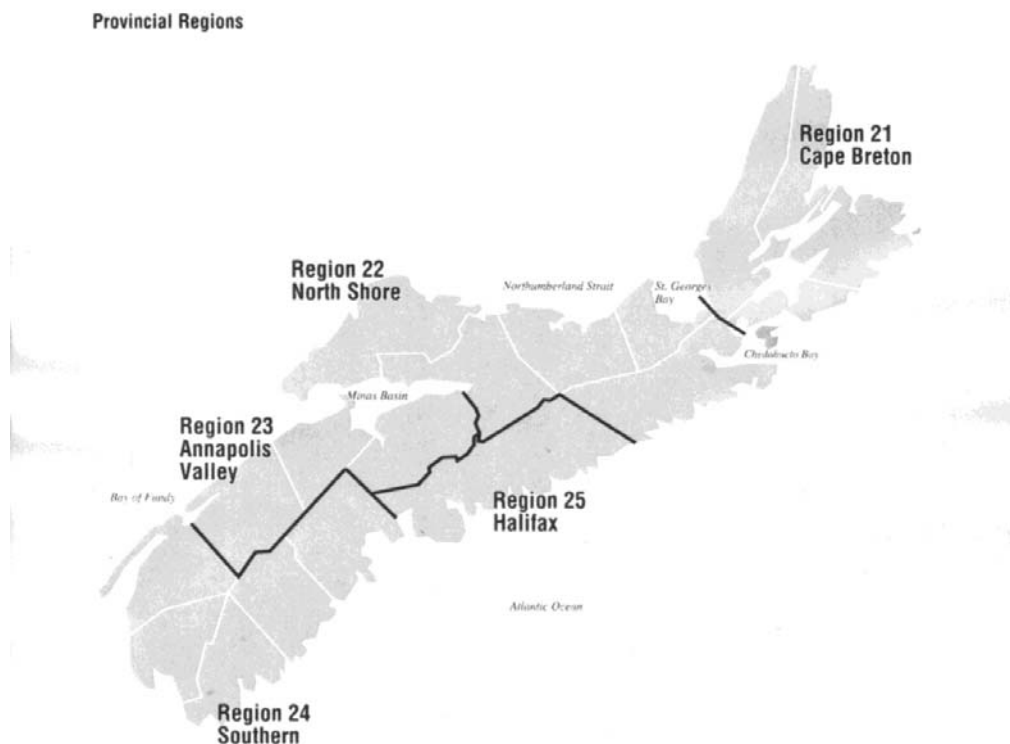 Provincial Regions
Region 21
Cape Breton
Region 22
North Shore
Northumberland Strait
St. Georges
Bay
Chedabucto Bay
Minas Basin
Region 23
Annapolis
Valley
Bay of Fundy
Region 25
Halifax
Atlantic Ocean
Region 24
Southern